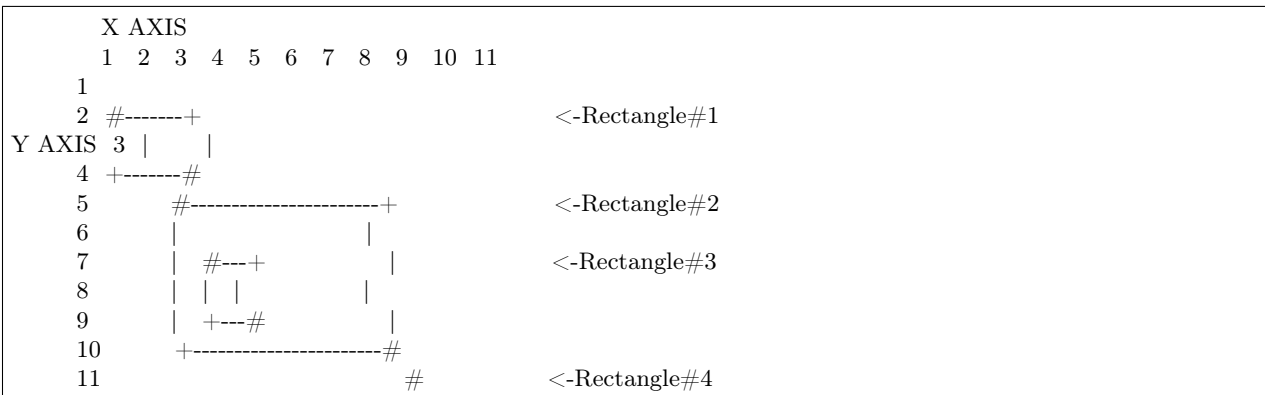 X AXIS
1 2 3 4 5 6 7 8 9 10 11
1
2 #-------+ <-Rectangle#1
Y AXIS 3 | |
4 +-------#
5 #-----------------------+ <-Rectangle#2
6 | |
7 | #---+ | <-Rectangle#3
8 | | | |
9 | +---# |
10 +-----------------------#
11 # <-Rectangle#4